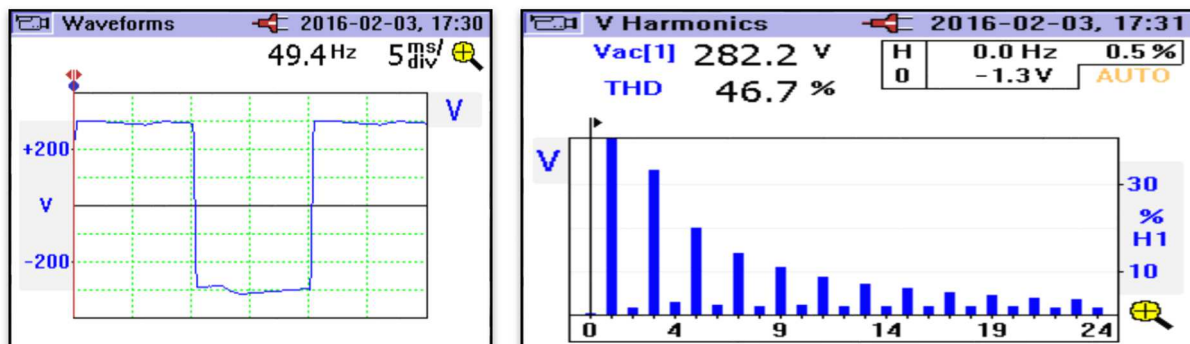 Waveforms 2016-02-03, 17:30
49.4Hz 5 ms/div
V
+200
V
-200
V Harmonics 2016-02-03, 17:31
Vac[1] 282.2 V
THD 46.7 %
H 0.0 Hz 0.5 %
0 -1.3 V AUTO
V
30
%
H1
10
0 4 9 14 19 24